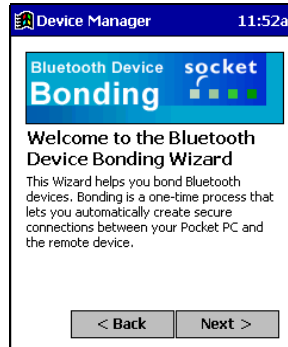 Device Manager 11:52a
Bluetooth Device socket
Bonding
Welcome to the Bluetooth
Device Bonding Wizard
This Wizard helps you bond Bluetooth
devices. Bonding is a one-time process that
lets you automatically create secure
connections between your Pocket PC and
the remote device.
< Back Next >